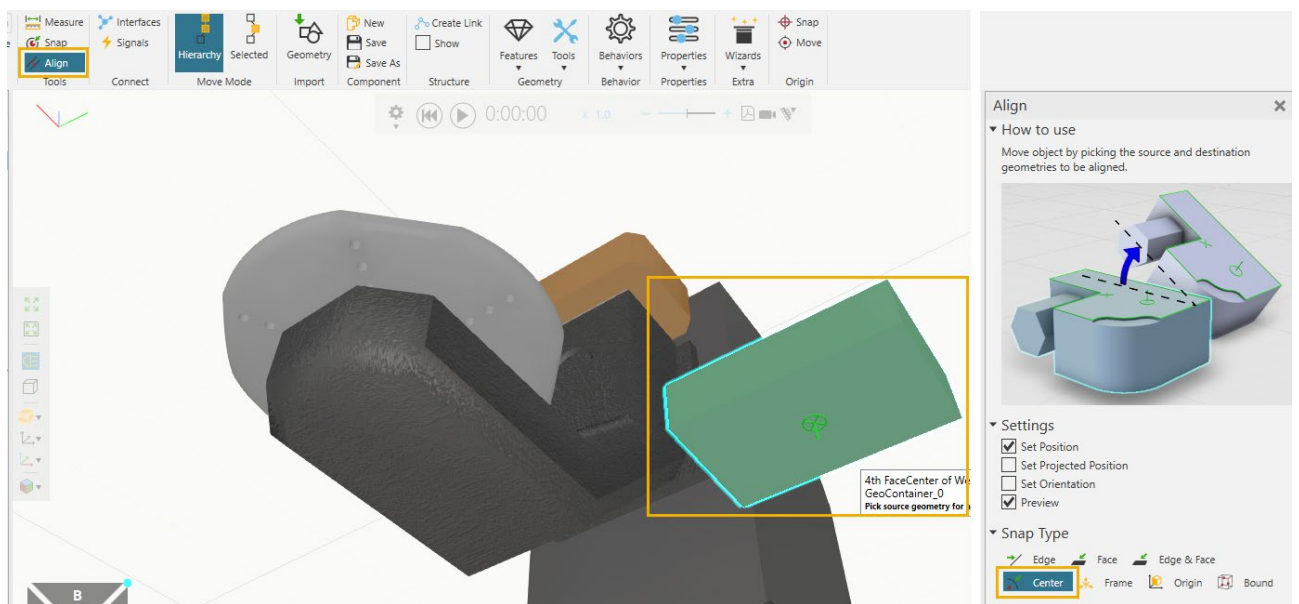 Measure
Interfaces
New
Create Link
Snap
Snap
Signals
Save
Show
Move
Align
Hierarchy
Selected
Geometry
Save As
Features
Tools
Behaviors
Properties
Wizards
Tools
Connect
Move Mode
Import
Component
Structure
Geometry
Behavior
Properties
Extra
Origin
0:00:00
x 1.0
4th FaceCenter of We
GeoContainer_0
Pick source geometry for
B
Align
How to use
Move object by picking the source and destination
geometries to be aligned.
Settings
Set Position
Set Projected Position
Set Orientation
Preview
Snap Type
Edge Face Edge & Face
Center Frame Origin Bound